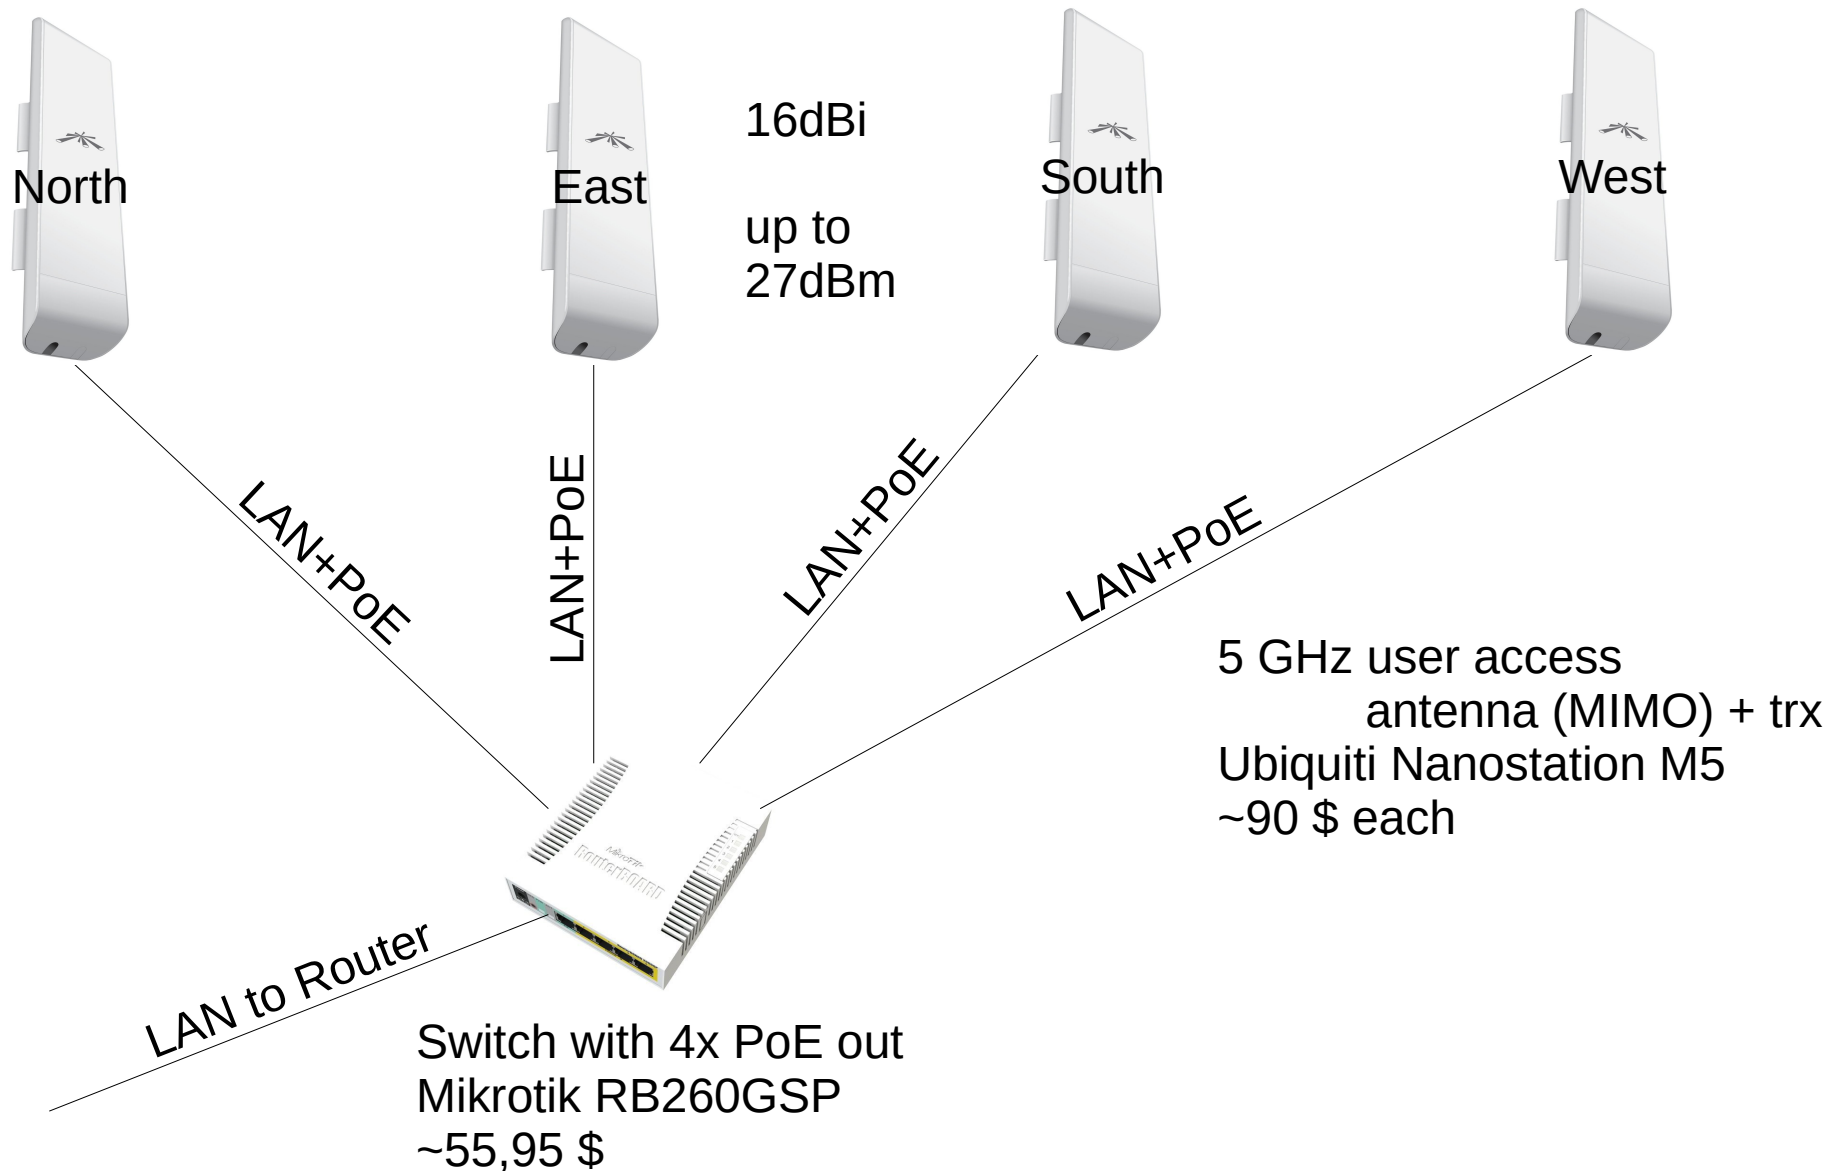 North
East
16dBi
up to
27dBm
South
West
LAN+PoE
LAN+PoE
LAN+PoE
LAN+PoE
5 GHz user access
antenna (MIMO) + trx
Ubiquiti Nanostation M5
~90 $ each
MikroTik
RouterBOARD
LAN to Router
Switch with 4x PoE out
Mikrotik RB260GSP
~55,95 $